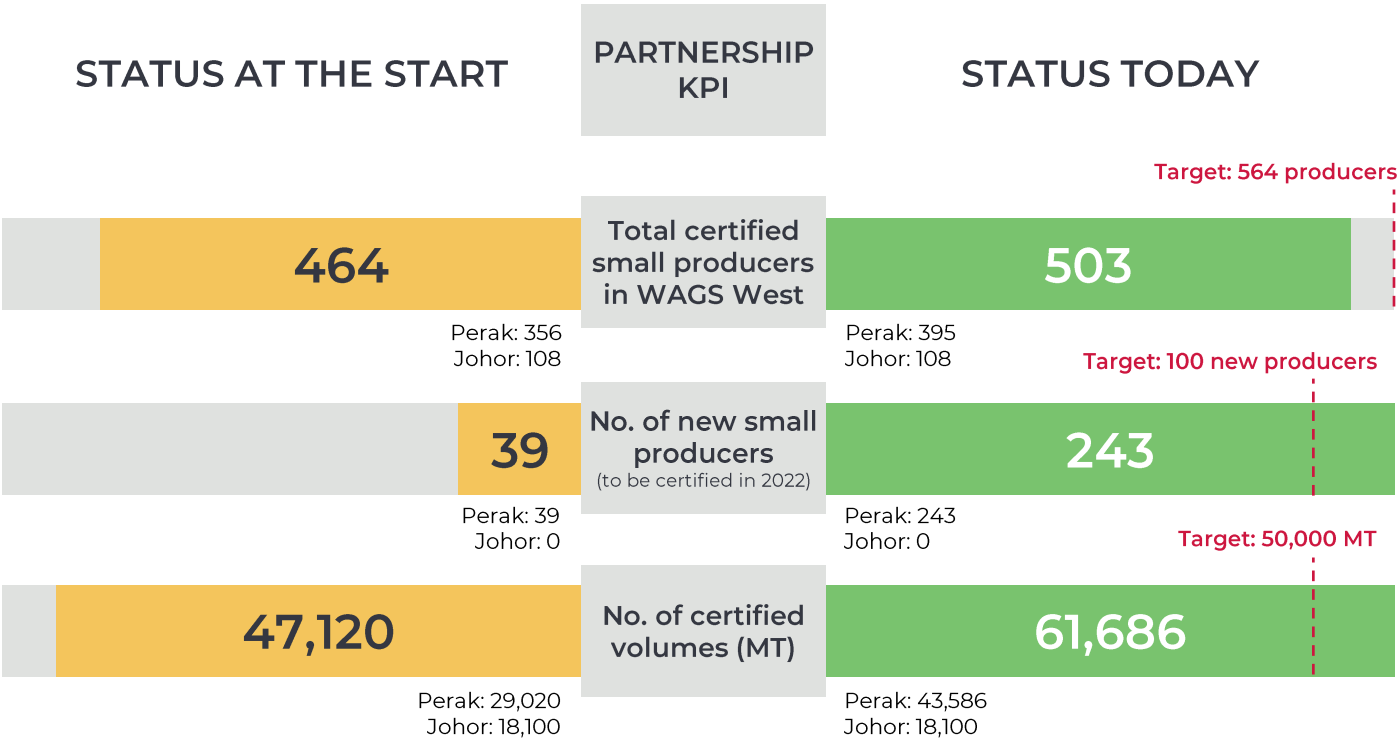 STATUS AT THE START
PARTNERSHIP
KPI
STATUS TODAY
Target: 564 producers
464
Total certified
small producers
in WAGS West
503
Perak: 356
Johor: 108
Perak: 395
Johor: 108
Target: 100 new producers
39
No. of new small
producers
(to be certified in 2022)
243
Perak: 39
Johor: 0
Perak: 243
Johor: 0
Target: 50,000 MT
47,120
No. of certified
volumes (MT)
61,686
Perak: 29,020
Johor: 18,100
Perak: 43,586
Johor: 18,100